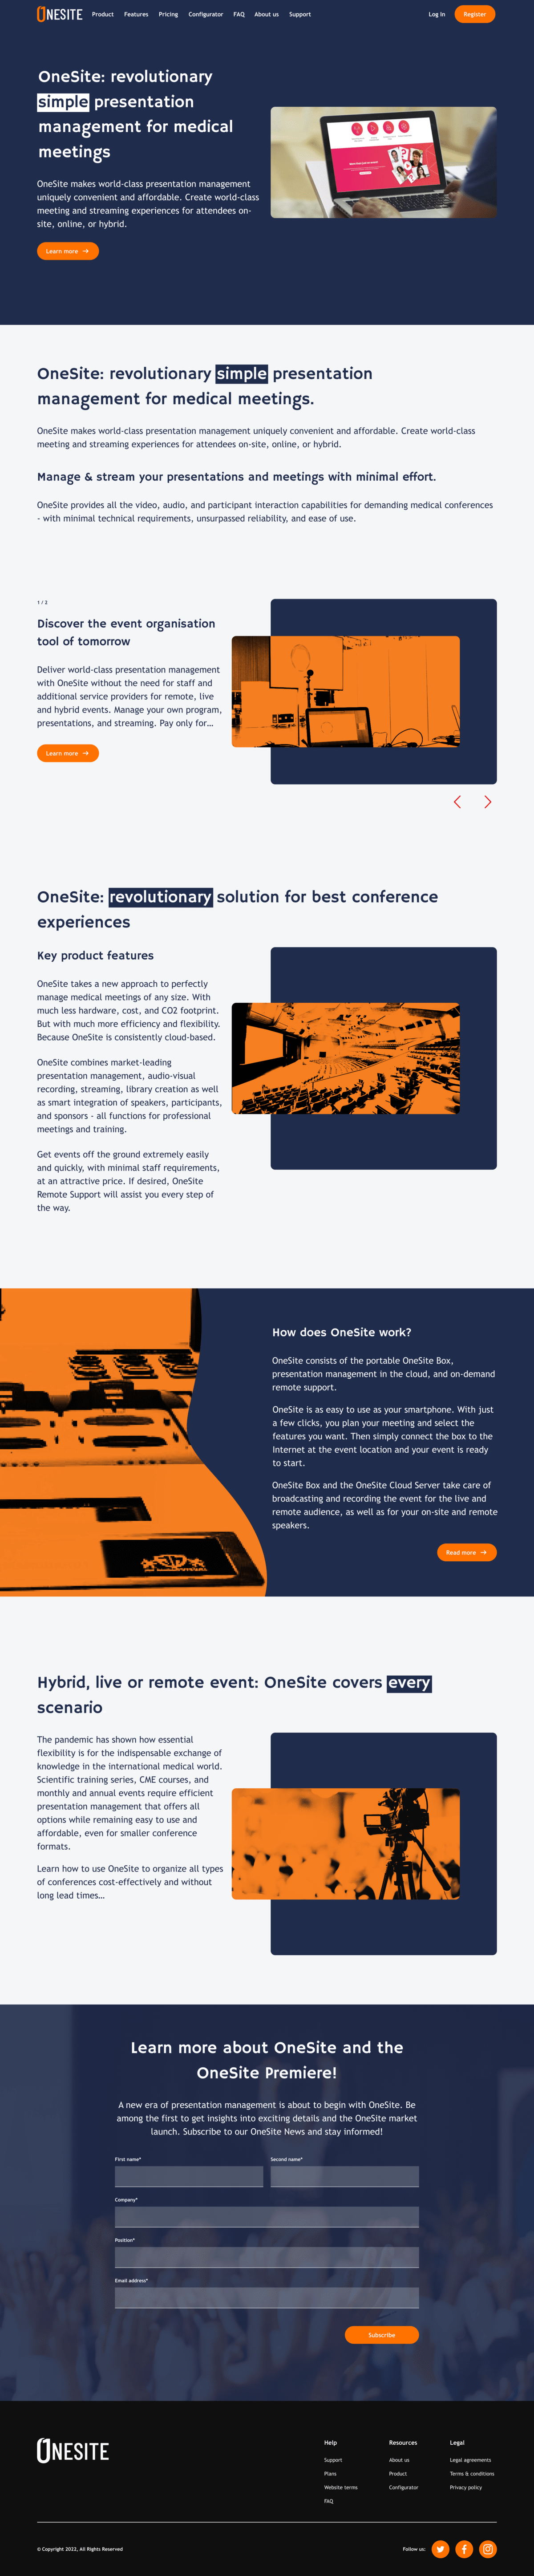 ONESITE Product Features Pricing Configurator FAQ About us Support Log In Register
OneSite: revolutionary
simple presentation
management for medical
meetings
OneSite makes world-class presentation management
uniquely convenient and affordable. Create world-class
meeting and streaming experiences for attendees on-
site, online, or hybrid.
Learn more
OneSite: revolutionary simple presentation
management for medical meetings.
OneSite makes world-class presentation management uniquely convenient and affordable. Create world-class
meeting and streaming experiences for attendees on-site, online, or hybrid.
Manage & stream your presentations and meetings with minimal effort.
OneSite provides all the video, audio, and participant interaction capabilities for demanding medical conferences
- with minimal technical requirements, unsurpassed reliability, and ease of use.
1 / 2
Discover the event organisation
tool of tomorrow
Deliver world-class presentation management
with OneSite without the need for staff and
additional service providers for remote, live
and hybrid events. Manage your own program,
presentations, and streaming. Pay only for...
Learn more
OneSite: revolutionary solution for best conference
experiences
Key product features
OneSite takes a new approach to perfectly
manage medical meetings of any size. With
much less hardware, cost, and CO2 footprint.
But with much more efficiency and flexibility.
Because OneSite is consistently cloud-based.
OneSite combines market-leading
presentation management, audio-visual
recording, streaming, library creation as well
as smart integration of speakers, participants,
and sponsors - all functions for professional
meetings and training.
Get events off the ground extremely easily
and quickly, with minimal staff requirements,
at an attractive price. If desired, OneSite
Remote Support will assist you every step of
the way.
How does OneSite work?
OneSite consists of the portable OneSite Box,
presentation management in the cloud, and on-demand
remote support.
OneSite is as easy to use as your smartphone. With just
a few clicks, you plan your meeting and select the
features you want. Then simply connect the box to the
Internet at the event location and your event is ready
to start.
OneSite Box and the OneSite Cloud Server take care of
broadcasting and recording the event for the live and
remote audience, as well as for your on-site and remote
speakers.
Read more
Hybrid, live or remote event: OneSite covers every
scenario
The pandemic has shown how essential
flexibility is for the indispensable exchange of
knowledge in the international medical world.
Scientific training series, CME courses, and
monthly and annual events require efficient
presentation management that offers all
options while remaining easy to use and
affordable, even for smaller conference
formats.
Learn how to use OneSite to organize all types
of conferences cost-effectively and without
long lead times...
Learn more about OneSite and the
OneSite Premiere!
A new era of presentation management is about to begin with OneSite. Be
among the first to get insights into exciting details and the OneSite market
launch. Subscribe to our OneSite News and stay informed!
First name* Second name*
Company*
Position*
Email address*
Subscribe
ONESITE
Help Resources Legal
Support About us Legal agreements
Plans Product Terms & conditions
Website terms Configurator Privacy policy
FAQ
© Copyright 2022, All Rights Reserved Follow us: